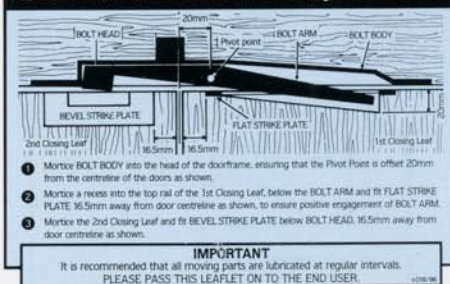 20mm
BOLT HEAD
Pivot point
BOLT ARM
BOLT BODY
BEVEL STRIKE PLATE
FLAT STRIKE PLATE
20mm
2nd Closing Leaf
16.5mm
16.5mm
1st Closing Leaf
1 Mortice BOLT BODY into the head of the doorframe, ensuring that the Pivot Point is offset 20mm
from the centreline of the doors as shown.
2 Mortice a recess into the top rail of the 1st Closing Leaf, below the BOLT ARM and fit FLAT STRIKE
PLATE 16.5mm away from door centreline as shown, to ensure positive engagement of BOLT ARM.
3 Mortice the 2nd Closing Leaf and fit BEVEL STRIKE PLATE below BOLT HEAD, 16.5mm away from
door centreline as shown.
IMPORTANT
It is recommended that all moving parts are lubricated at regular intervals.
PLEASE PASS THIS LEAFLET ON TO THE END USER.